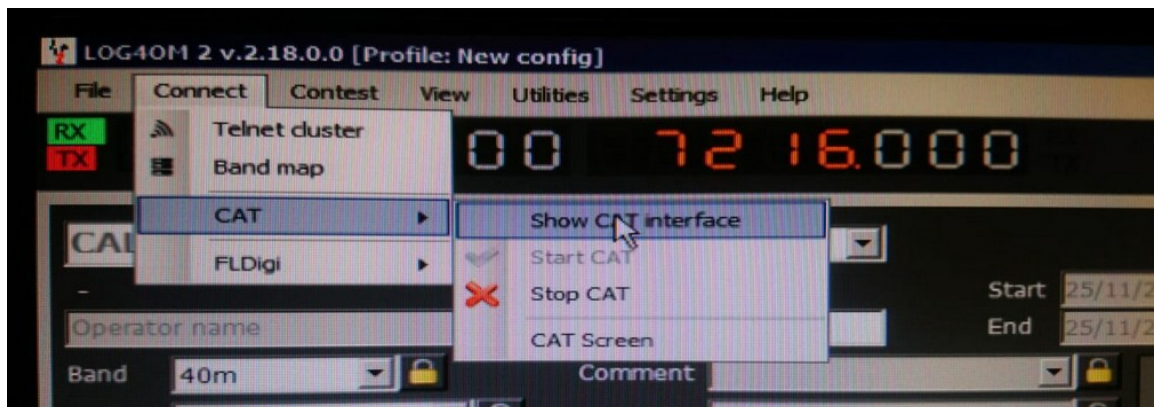 LOG4OM 2 v.2.18.0.0 [Profile: New config]
File Connect Contest View Utilities Settings Help
RX
TX
Telnet cluster
Band map
00 7216.000
CAT
Show CAT interface
CAL
Start CAT
FLDigi
Stop CAT
- Start 25/11/2
Operator name
End 25/11/2
CAT Screen
Band 40m Comment